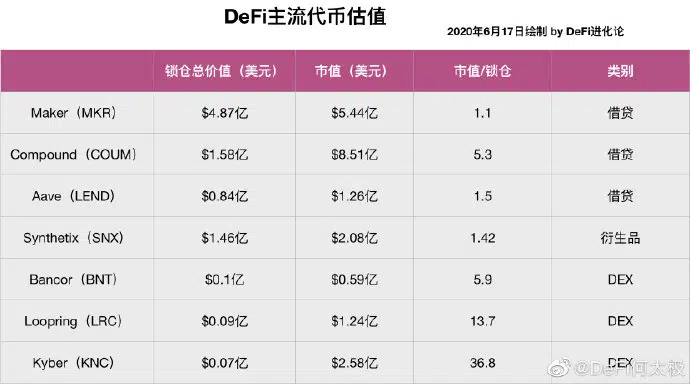 DeFi主流代币估值
2020年6月17日绘制 by DeFi进化论
锁仓总价值（美元） 市值（美元） 市值/锁仓 类别
Maker（MKR） $4.87亿 $5.44亿 1.1 借贷
Compound（COUM） $1.58亿 $8.51亿 5.3 借贷
Aave（LEND） $0.84亿 $1.26亿 1.5 借贷
Synthetix（SNX） $1.46亿 $2.08亿 1.42 衍生品
Bancor（BNT） $0.1亿 $0.59亿 5.9 DEX
Loopring（LRC） $0.09亿 $1.24亿 13.7 DEX
Kyber（KNC） $0.07亿 $2.58亿 36.8 DEX
@DeFi何太极